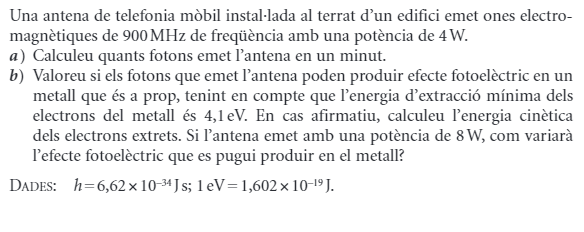 Una antena de telefonia mòbil instal·lada al terrat d’un edifici emet ones electro-
magnètiques de 900 MHz de freqüència amb una potència de 4 W.
a) Calculeu quants fotons emet l’antena en un minut.
b) Valoreu si els fotons que emet l’antena poden produir efecte fotoelèctric en un
metall que és a prop, tenint en compte que l’energia d’extracció mínima dels
electrons del metall és 4,1 eV. En cas afirmatiu, calculeu l’energia cinètica
dels electrons extrets. Si l’antena emet amb una potència de 8 W, com variarà
l’efecte fotoelèctric que es pugui produir en el metall?
DADES: h = 6,62 × 10⁻³⁴ J s; 1 eV = 1,602 × 10⁻¹⁹ J.